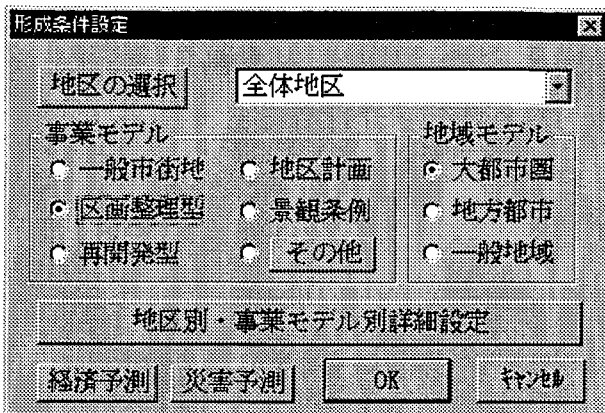 形成条件設定
地区の選択 全体地区
事業モデル 地域モデル
一般市街地 地区計画 大都市圏
区画整理型 景観条例 地方都市
再開発型 その他 一般地域
地区別・事業モデル別詳細設定
経済予測 災害予測 OK キャンセル